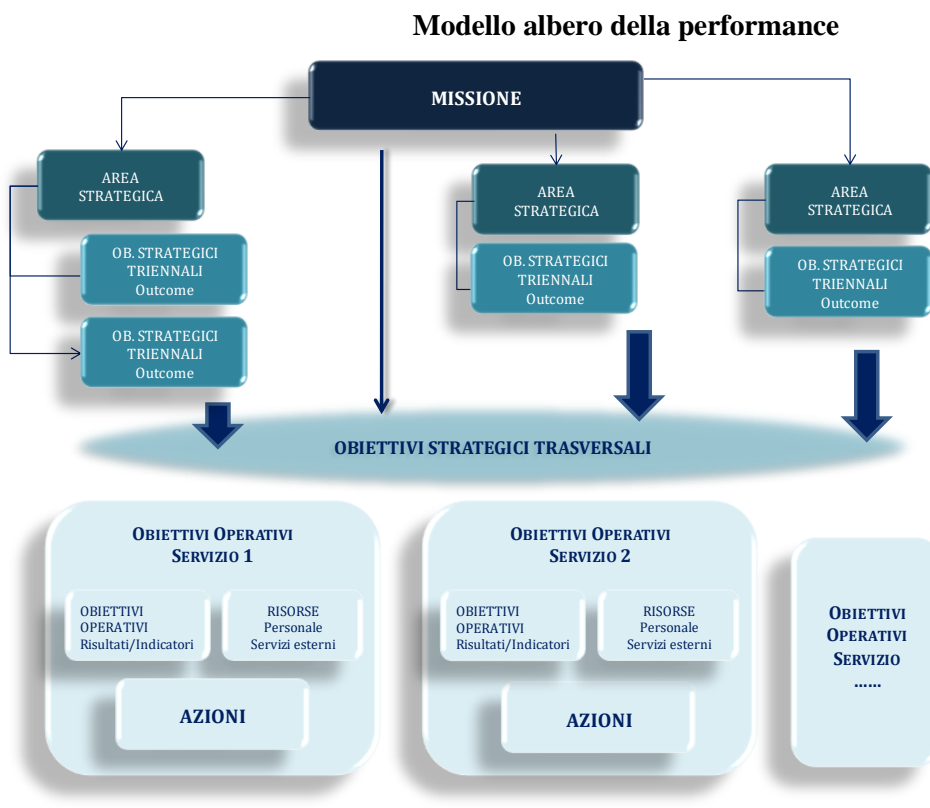 Modello albero della performance
MISSIONE
AREA
STRATEGICA
OB. STRATEGICI
TRIENNALI
Outcome
OB. STRATEGICI
TRIENNALI
Outcome
AREA
STRATEGICA
OB. STRATEGICI
TRIENNALI
Outcome
AREA
STRATEGICA
OB. STRATEGICI
TRIENNALI
Outcome
OBIETTIVI STRATEGICI TRASVERSALI
OBIETTIVI OPERATIVI
SERVIZIO 1
OBIETTIVI
OPERATIVI
Risultati/Indicatori
RISORSE
Personale
Servizi esterni
AZIONI
OBIETTIVI OPERATIVI
SERVIZIO 2
OBIETTIVI
OPERATIVI
Risultati/Indicatori
RISORSE
Personale
Servizi esterni
AZIONI
OBIETTIVI
OPERATIVI
SERVIZIO
......